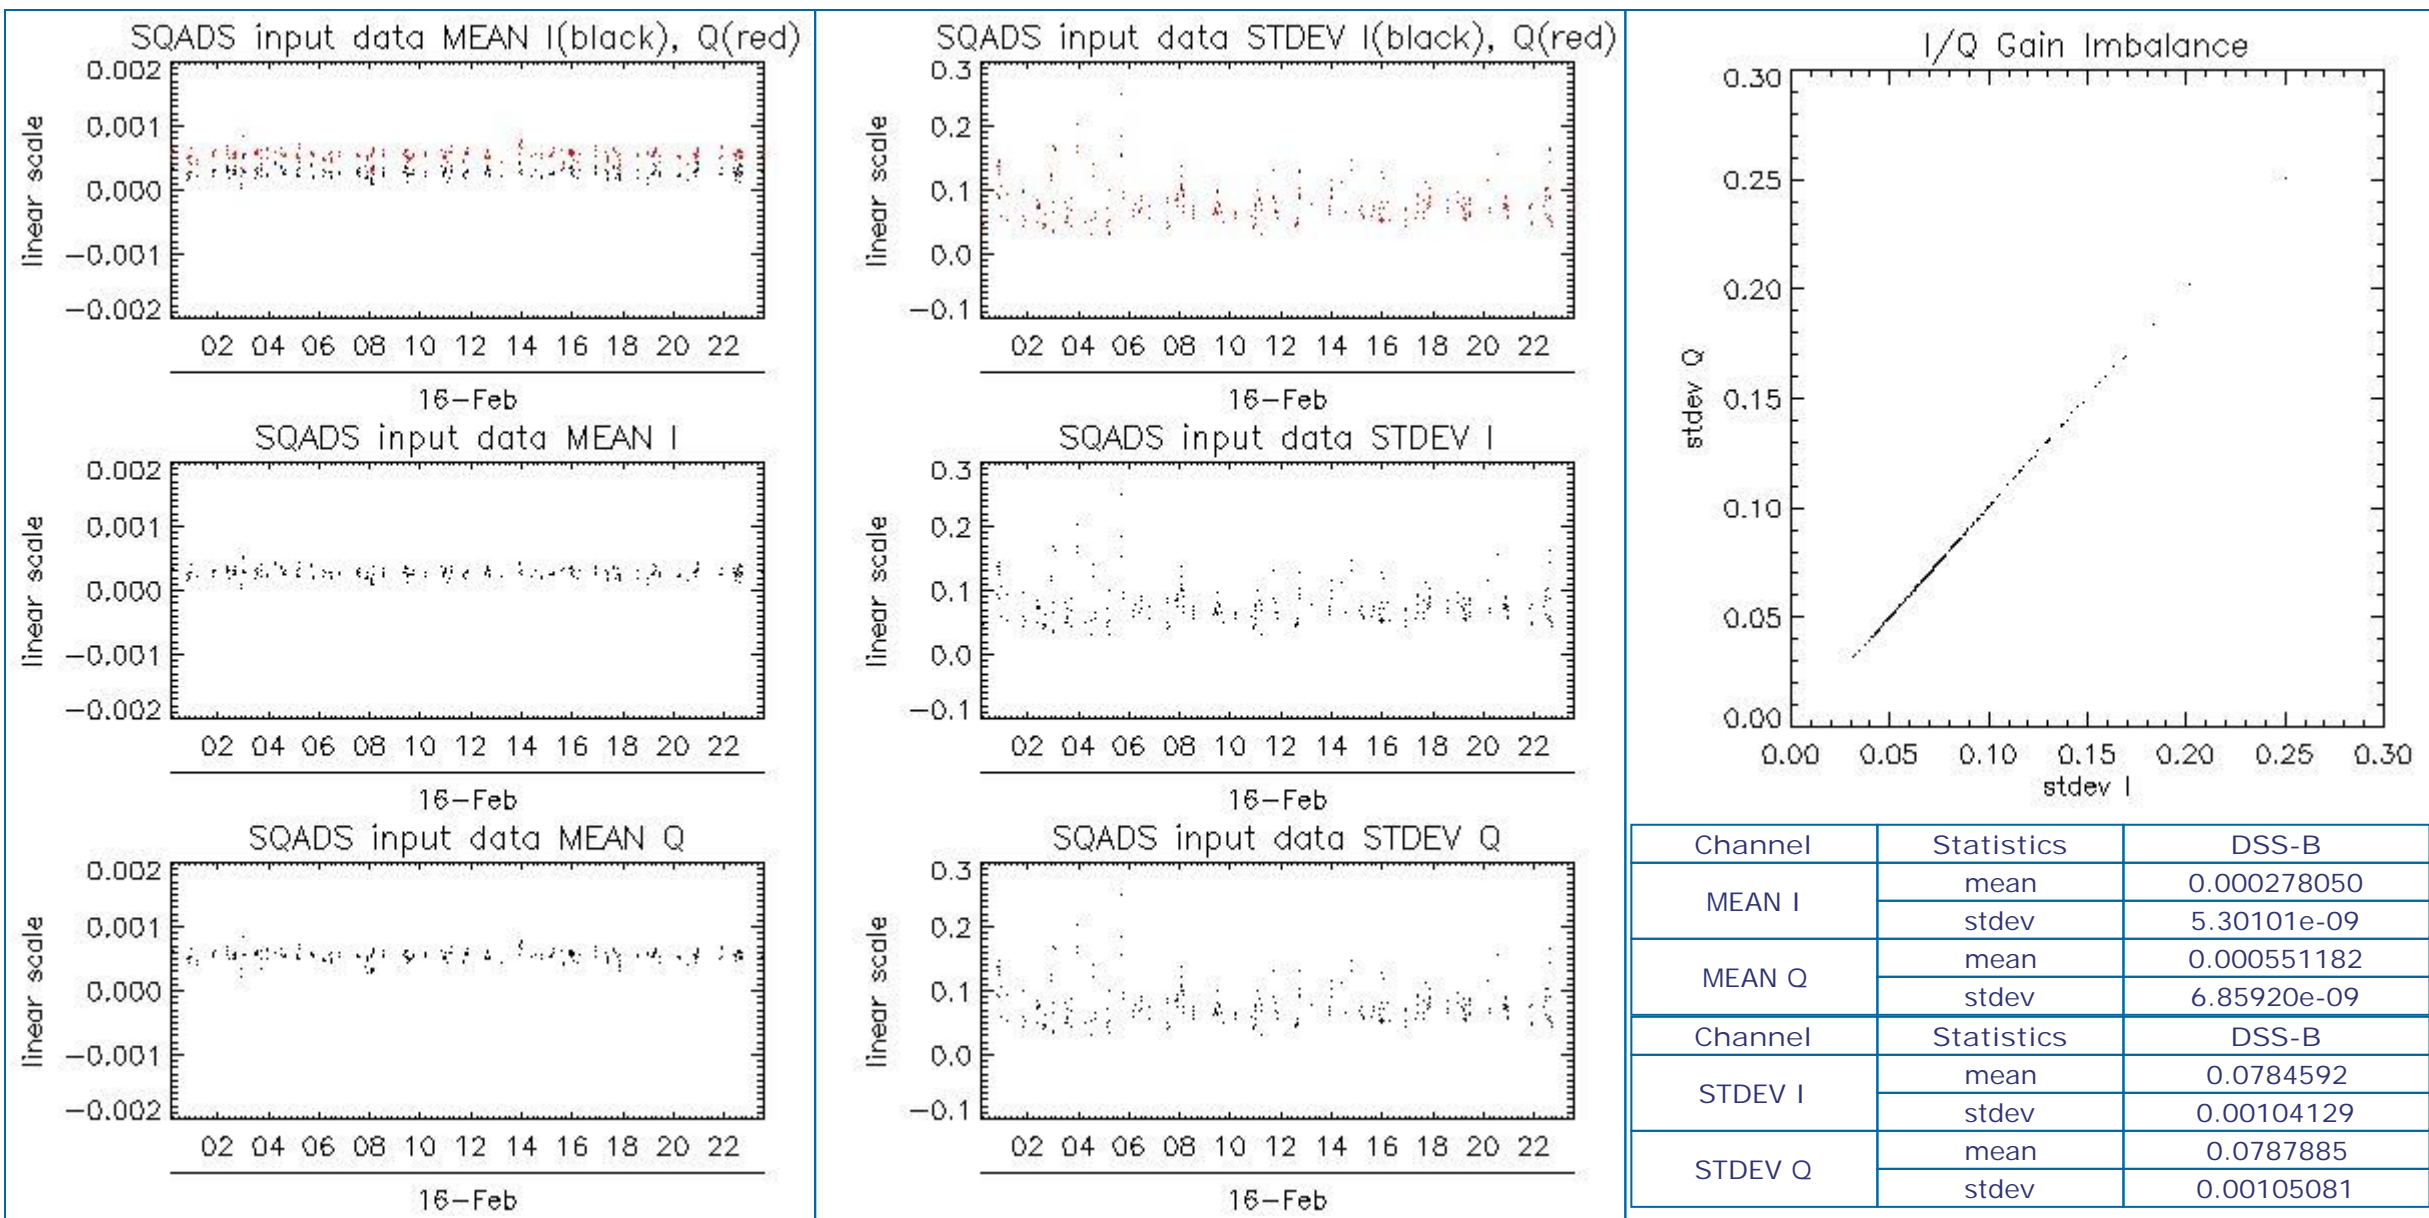 SQADS input data MEAN I(black), Q(red)
0.002
0.001
0.000
-0.001
-0.002
linear scale
02 04 06 08 10 12 14 16 18 20 22
16-Feb
SQADS input data MEAN I
0.002
0.001
0.000
-0.001
-0.002
linear scale
02 04 06 08 10 12 14 16 18 20 22
16-Feb
SQADS input data MEAN Q
0.002
0.001
0.000
-0.001
-0.002
linear scale
02 04 06 08 10 12 14 16 18 20 22
16-Feb
SQADS input data STDEV I(black), Q(red)
0.3
0.2
0.1
0.0
-0.1
linear scale
02 04 06 08 10 12 14 16 18 20 22
16-Feb
SQADS input data STDEV I
0.3
0.2
0.1
0.0
-0.1
linear scale
02 04 06 08 10 12 14 16 18 20 22
16-Feb
SQADS input data STDEV Q
0.3
0.2
0.1
0.0
-0.1
linear scale
02 04 06 08 10 12 14 16 18 20 22
16-Feb
I/Q Gain Imbalance
0.30
0.25
0.20
0.15
0.10
0.05
0.00
stdev Q
0.00 0.05 0.10 0.15 0.20 0.25 0.30
stdev I
Channel Statistics DSS-B
MEAN I mean 0.000278050
stdev 5.30101e-09
MEAN Q mean 0.000551182
stdev 6.85920e-09
Channel Statistics DSS-B
STDEV I mean 0.0784592
stdev 0.00104129
STDEV Q mean 0.0787885
stdev 0.00105081